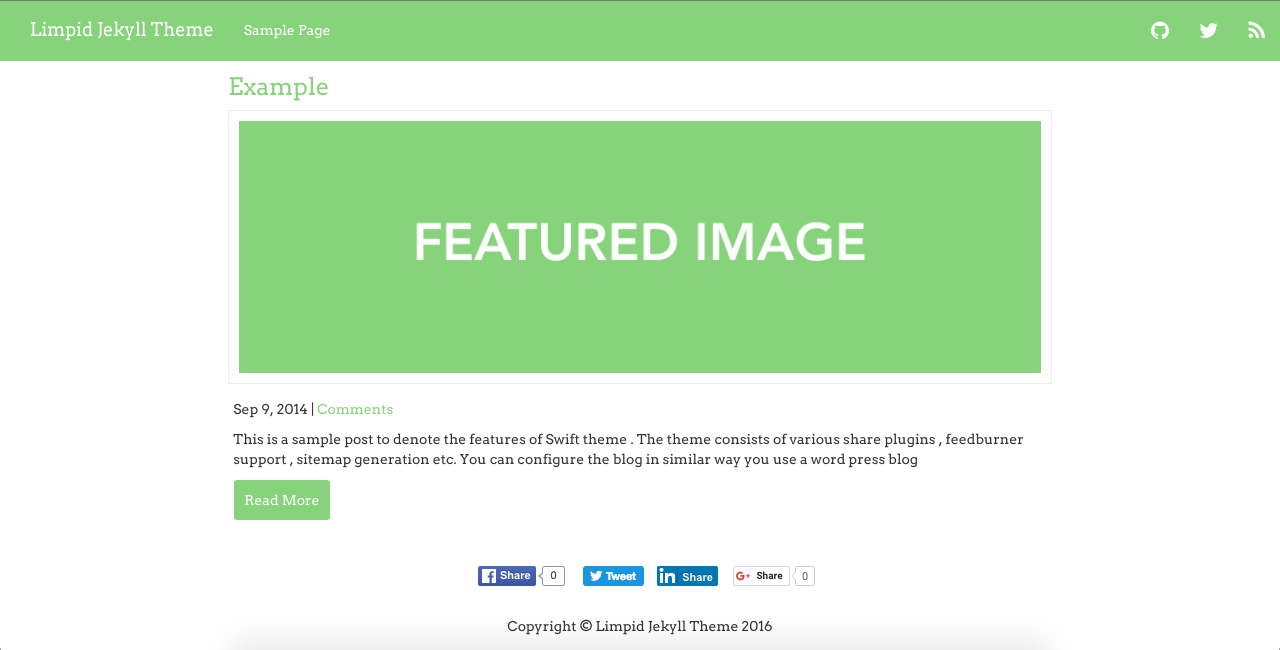 Limpid Jekyll Theme Sample Page
Example
FEATURED IMAGE
Sep 9, 2014 | Comments
This is a sample post to denote the features of Swift theme . The theme consists of various share plugins , feedburner
support , sitemap generation etc. You can configure the blog in similar way you use a word press blog
Read More
Share 0 Tweet in Share G+ Share 0
Copyright © Limpid Jekyll Theme 2016